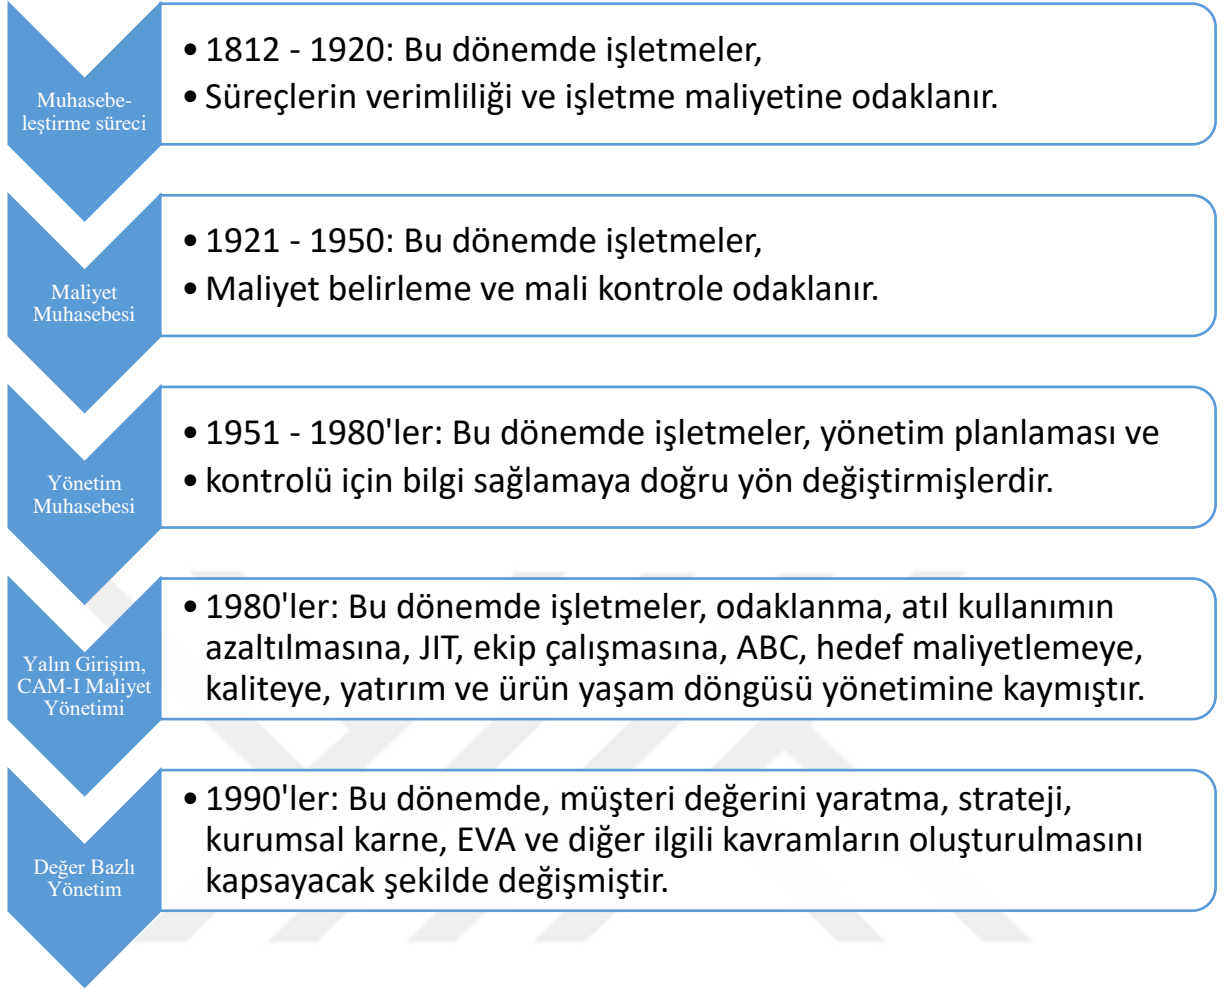 Muhasebe-
leştirme süreci
• 1812 - 1920: Bu dönemde işletmeler,
• Süreçlerin verimliliği ve işletme maliyetine odaklanır.
Maliyet
Muhasebesi
• 1921 - 1950: Bu dönemde işletmeler,
• Maliyet belirleme ve mali kontrole odaklanır.
Yönetim
Muhasebesi
• 1951 - 1980'ler: Bu dönemde işletmeler, yönetim planlaması ve
• kontrolü için bilgi sağlamaya doğru yön değiştirmişlerdir.
Yalın Girişim,
CAM-I Maliyet
Yönetimi
• 1980'ler: Bu dönemde işletmeler, odaklanma, atıl kullanımın
azaltılmasına, JIT, ekip çalışmasına, ABC, hedef maliyetlemeye,
kaliteye, yatırım ve ürün yaşam döngüsü yönetimine kaymıştır.
Değer Bazlı
Yönetim
• 1990'ler: Bu dönemde, müşteri değerini yaratma, strateji,
kurumsal karne, EVA ve diğer ilgili kavramların oluşturulmasını
kapsayacak şekilde değişmiştir.